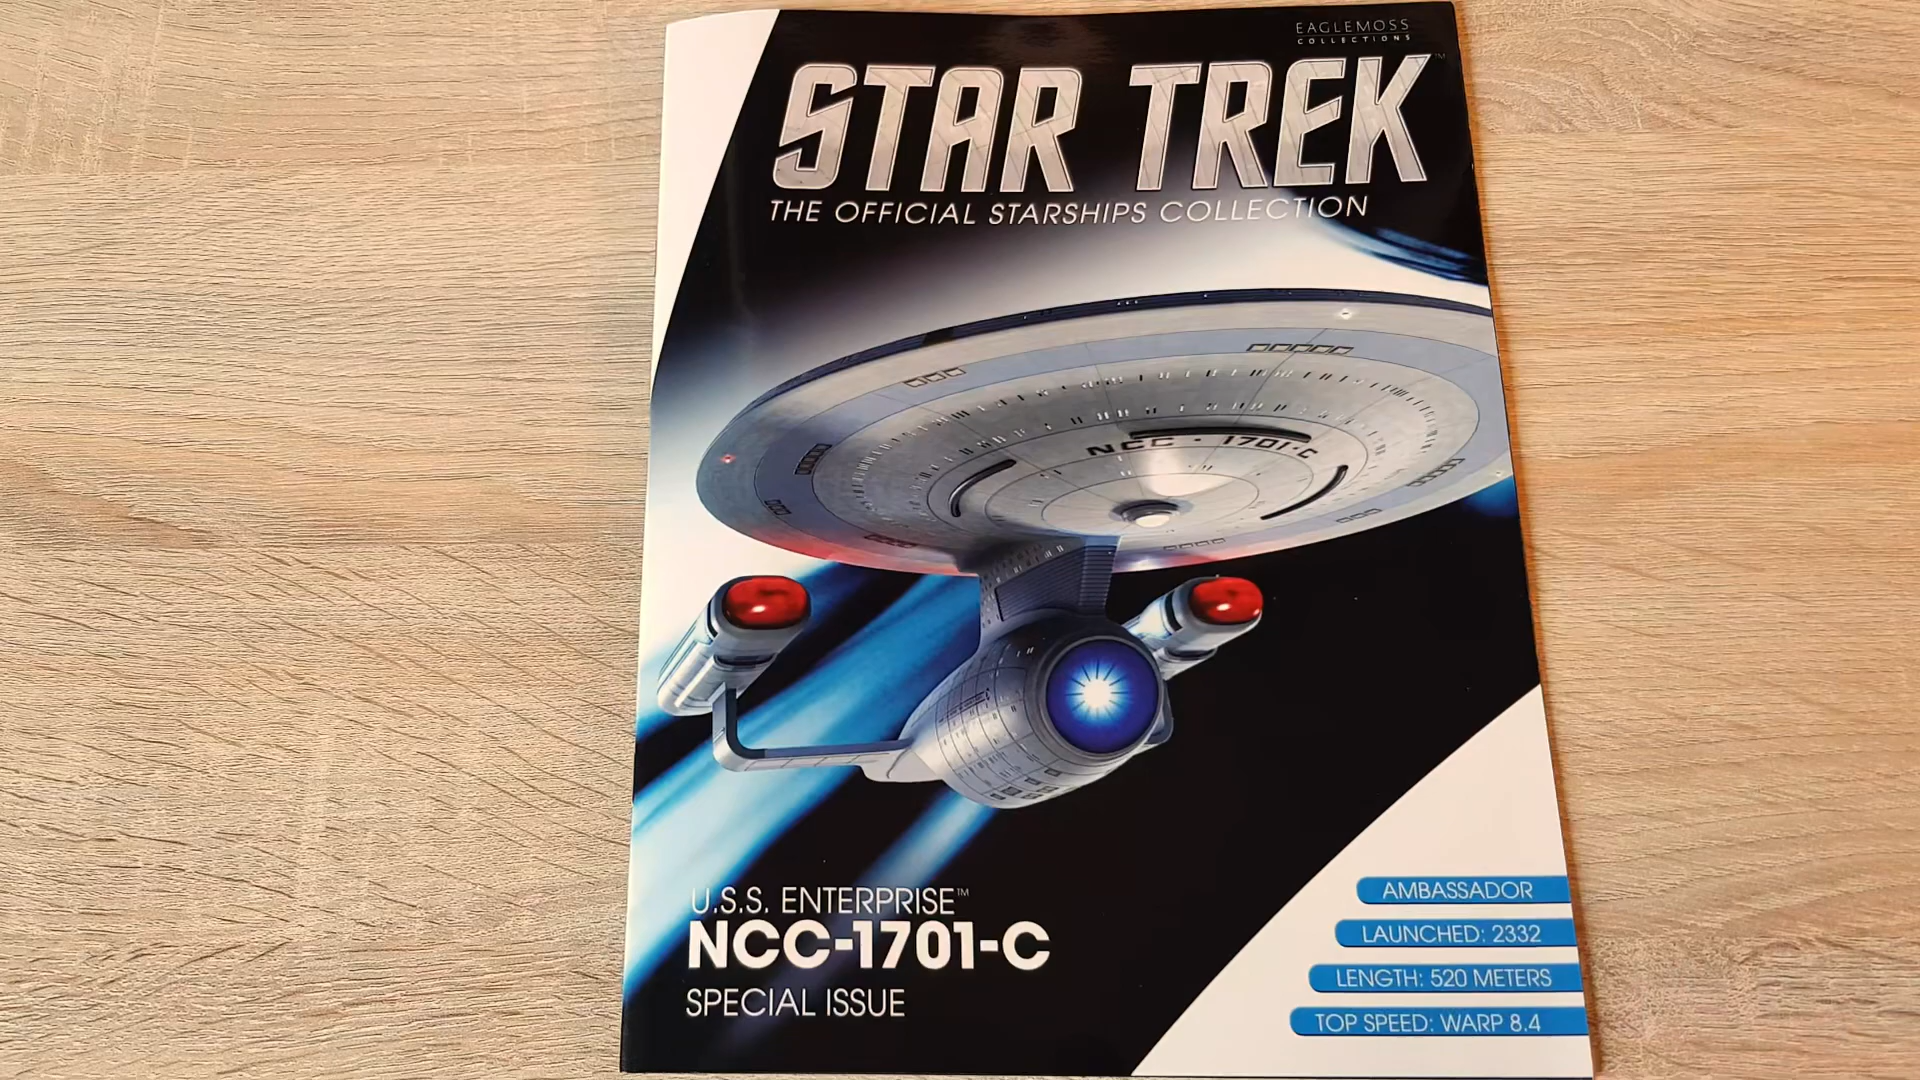 EAGLEMOSS
COLLECTIONS
STAR TREK™
THE OFFICIAL STARSHIPS COLLECTION
NCC - 1701-C
U.S.S. ENTERPRISE™
NCC-1701-C
SPECIAL ISSUE
AMBASSADOR
LAUNCHED: 2332
LENGTH: 520 METERS
TOP SPEED: WARP 8.4